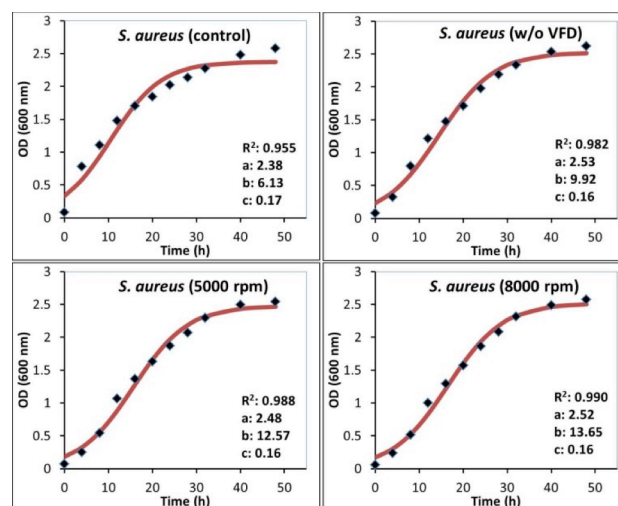 S. aureus (control)
3
2.5
2
1.5
1
0.5
0
OD (600 nm)
R²: 0.955
a: 2.38
b: 6.13
c: 0.17
0 10 20 30 40 50
Time (h)
S. aureus (w/o VFD)
3
2.5
2
1.5
1
0.5
0
OD (600 nm)
R²: 0.982
a: 2.53
b: 9.92
c: 0.16
0 10 20 30 40 50
Time (h)
S. aureus (5000 rpm)
3
2.5
2
1.5
1
0.5
0
OD (600 nm)
R²: 0.988
a: 2.48
b: 12.57
c: 0.16
0 10 20 30 40 50
Time (h)
S. aureus (8000 rpm)
3
2.5
2
1.5
1
0.5
0
OD (600 nm)
R²: 0.990
a: 2.52
b: 13.65
c: 0.16
0 10 20 30 40 50
Time (h)